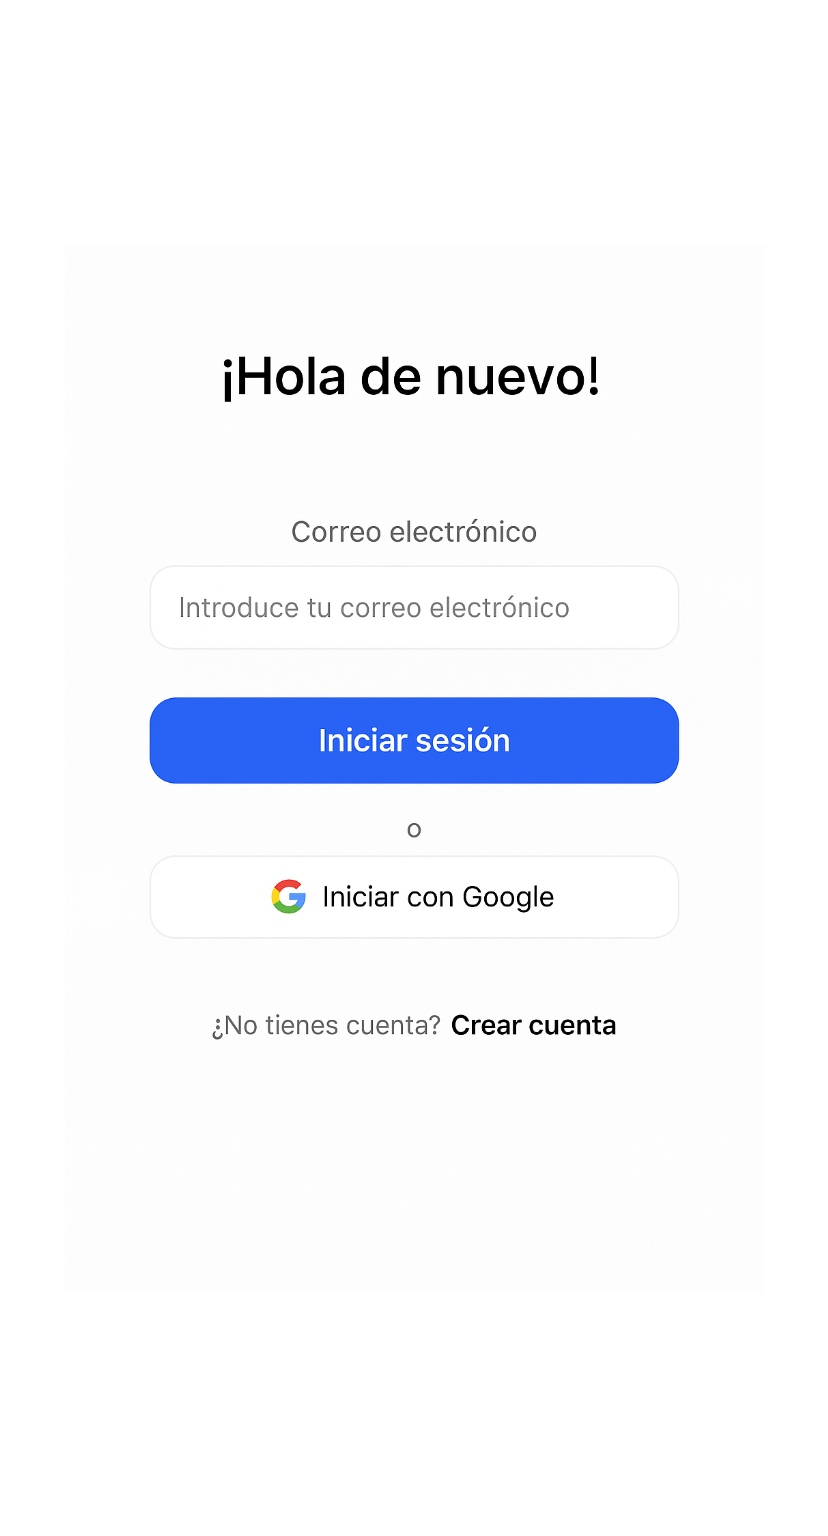 ¡Hola de nuevo!
Correo electrónico
Introduce tu correo electrónico
Iniciar sesión
o
Iniciar con Google
¿No tienes cuenta? Crear cuenta